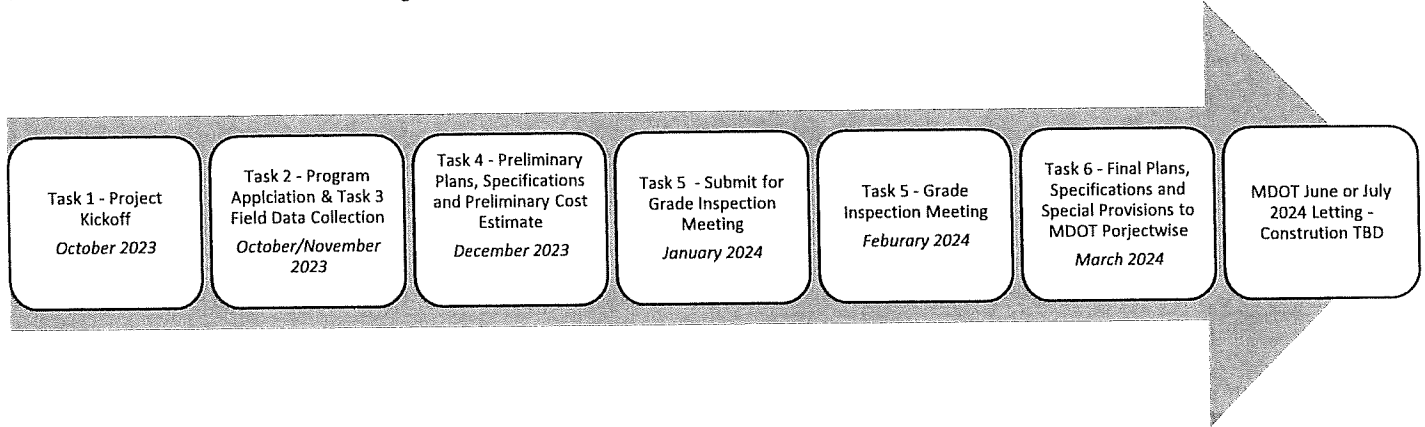 Task 1 - Project
Kickoff
October 2023
Task 2 - Program
Applciation & Task 3
Field Data Collection
October/November
2023
Task 4 - Preliminary
Plans, Specifications
and Preliminary Cost
Estimate
December 2023
Task 5 - Submit for
Grade Inspection
Meeting
January 2024
Task 5 - Grade
Inspection Meeting
Feburary 2024
Task 6 - Final Plans,
Specifications and
Special Provisions to
MDOT Porjectwise
March 2024
MDOT June or July
2024 Letting -
Constrution TBD